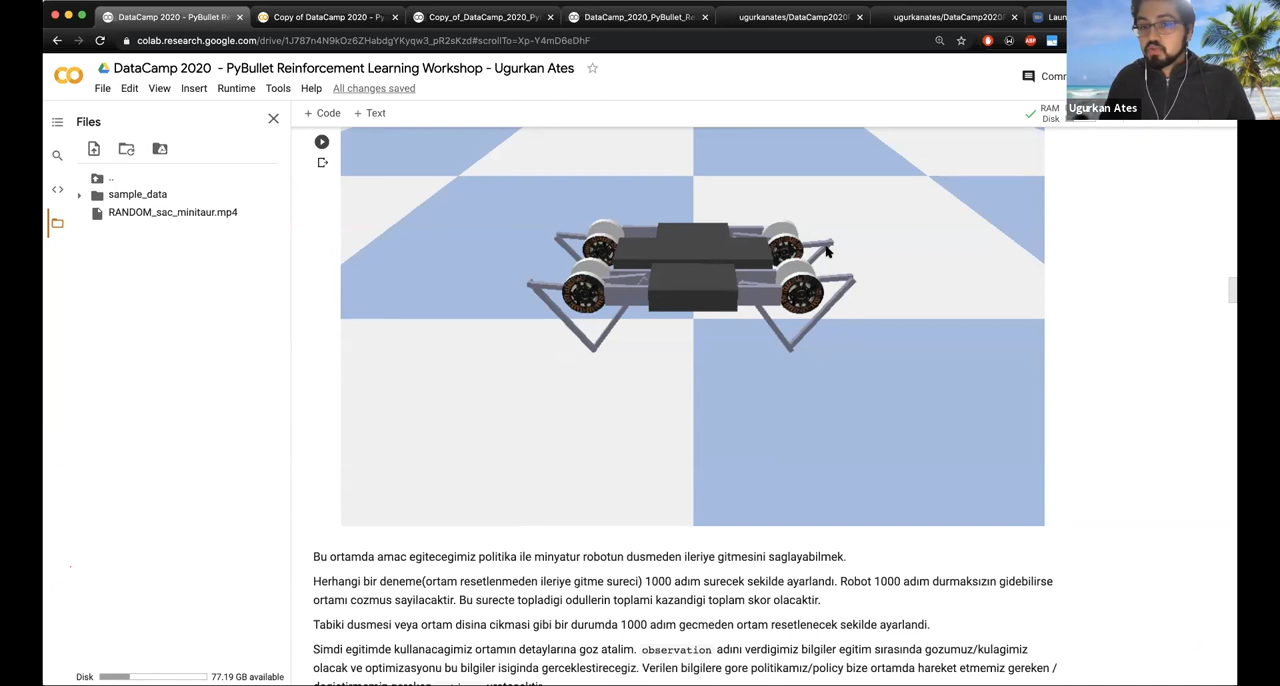 DataCamp 2020 - PyBullet Re
Copy of DataCamp 2020 - Py
Copy_of_DataCamp_2020_Py
DataCamp_2020_PyBullet_Re
ugurkanates/DataCamp2020
ugurkanates/DataCamp2020
Laun
colab.research.google.com/drive/1J787n4N9kOz6ZHabdgYKyqw3_pR2sKzd#scrollTo=Xp-Y4mD6eDhF
DataCamp 2020 - PyBullet Reinforcement Learning Workshop - Ugurkan Ates
File Edit View Insert Runtime Tools Help All changes saved
Comm
Ugurkan Ates
Files
+ Code + Text
RAM
Disk
..
sample_data
RANDOM_sac_minitaur.mp4
Bu ortamda amac egitecegimiz politika ile minyatur robotun dusmeden ileriye gitmesini saglayabilmek.
Herhangi bir deneme(ortam resetlenmeden ileriye gitme sureci) 1000 adım surecek sekilde ayarlandı. Robot 1000 adım durmaksızın gidebilirse
ortamı cozmus sayilacaktir. Bu surecte topladigi odullerin toplami kazandigi toplam skor olacaktir.
Tabiki dusmesi veya ortam disina cikmasi gibi bir durumda 1000 adım gecmeden ortam resetlenecek sekilde ayarlandi.
Simdi egitimde kullanacagimiz ortamın detaylarına goz atalim. observation adını verdigimiz bilgiler egitim sırasında gozumuz/kulagimiz
olacak ve optimizasyonu bu bilgiler isiginda gerceklestirecegiz. Verilen bilgilere gore politikamız/policy bize ortamda hareket etmemiz gereken /
Disk 77.19 GB available